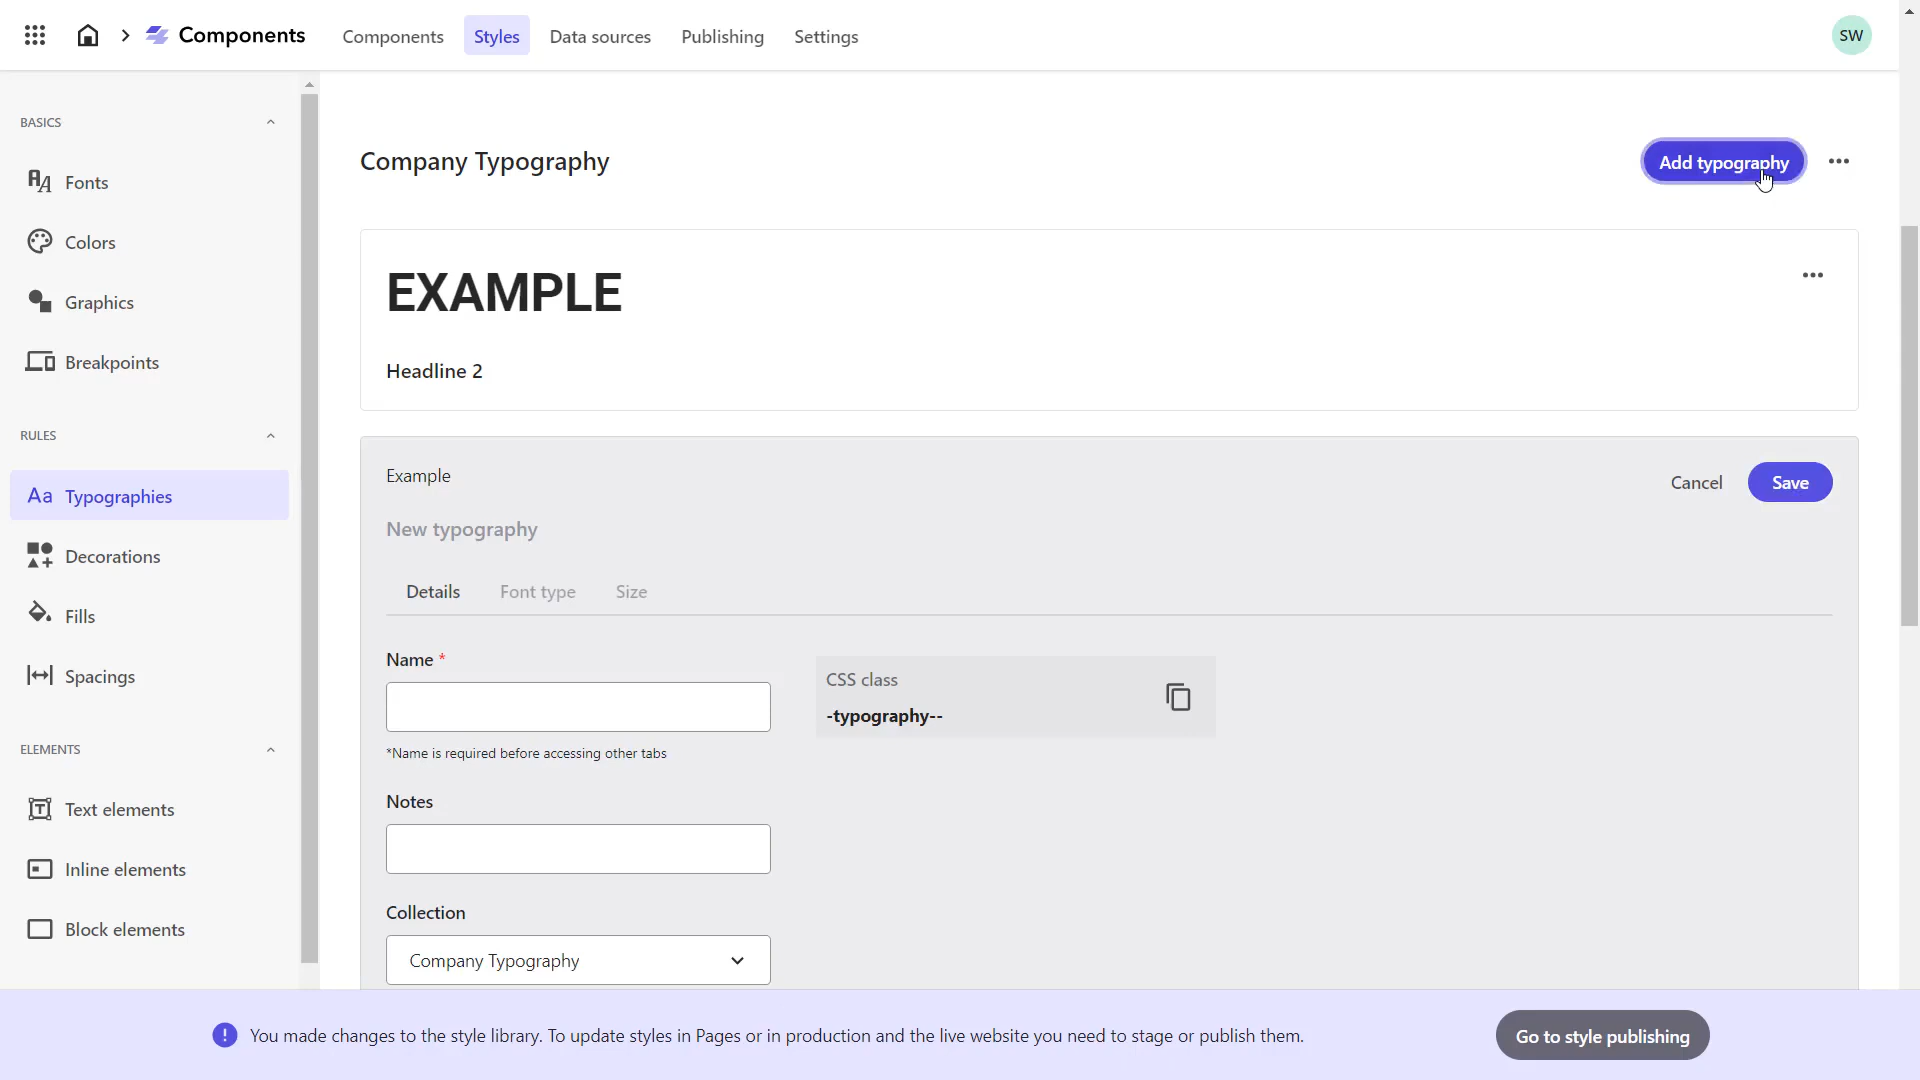 Components
Components
Styles
Data sources
Publishing
Settings
SW
BASICS
Fonts
Colors
Graphics
Breakpoints
RULES
Aa Typographies
Decorations
Fills
Spacings
ELEMENTS
Text elements
Inline elements
Block elements
Company Typography
Add typography
EXAMPLE
Headline 2
Example
Cancel
Save
New typography
Details
Font type
Size
Name *
*Name is required before accessing other tabs
CSS class
-typography--
Notes
Collection
Company Typography
You made changes to the style library. To update styles in Pages or in production and the live website you need to stage or publish them.
Go to style publishing